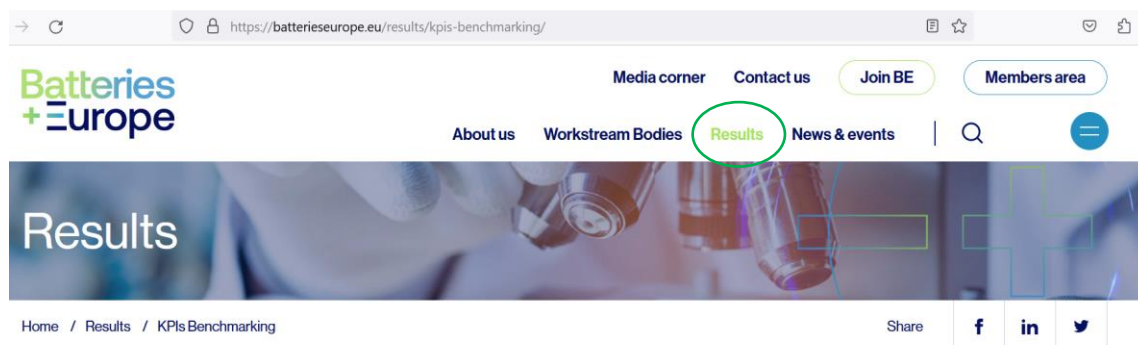 https://batterieseurope.eu/results/kpis-benchmarking/
Batteries
+Europe
Media corner Contact us Join BE Members area
About us Workstream Bodies Results News & events
Results
Home / Results / KPIs Benchmarking
Share f in